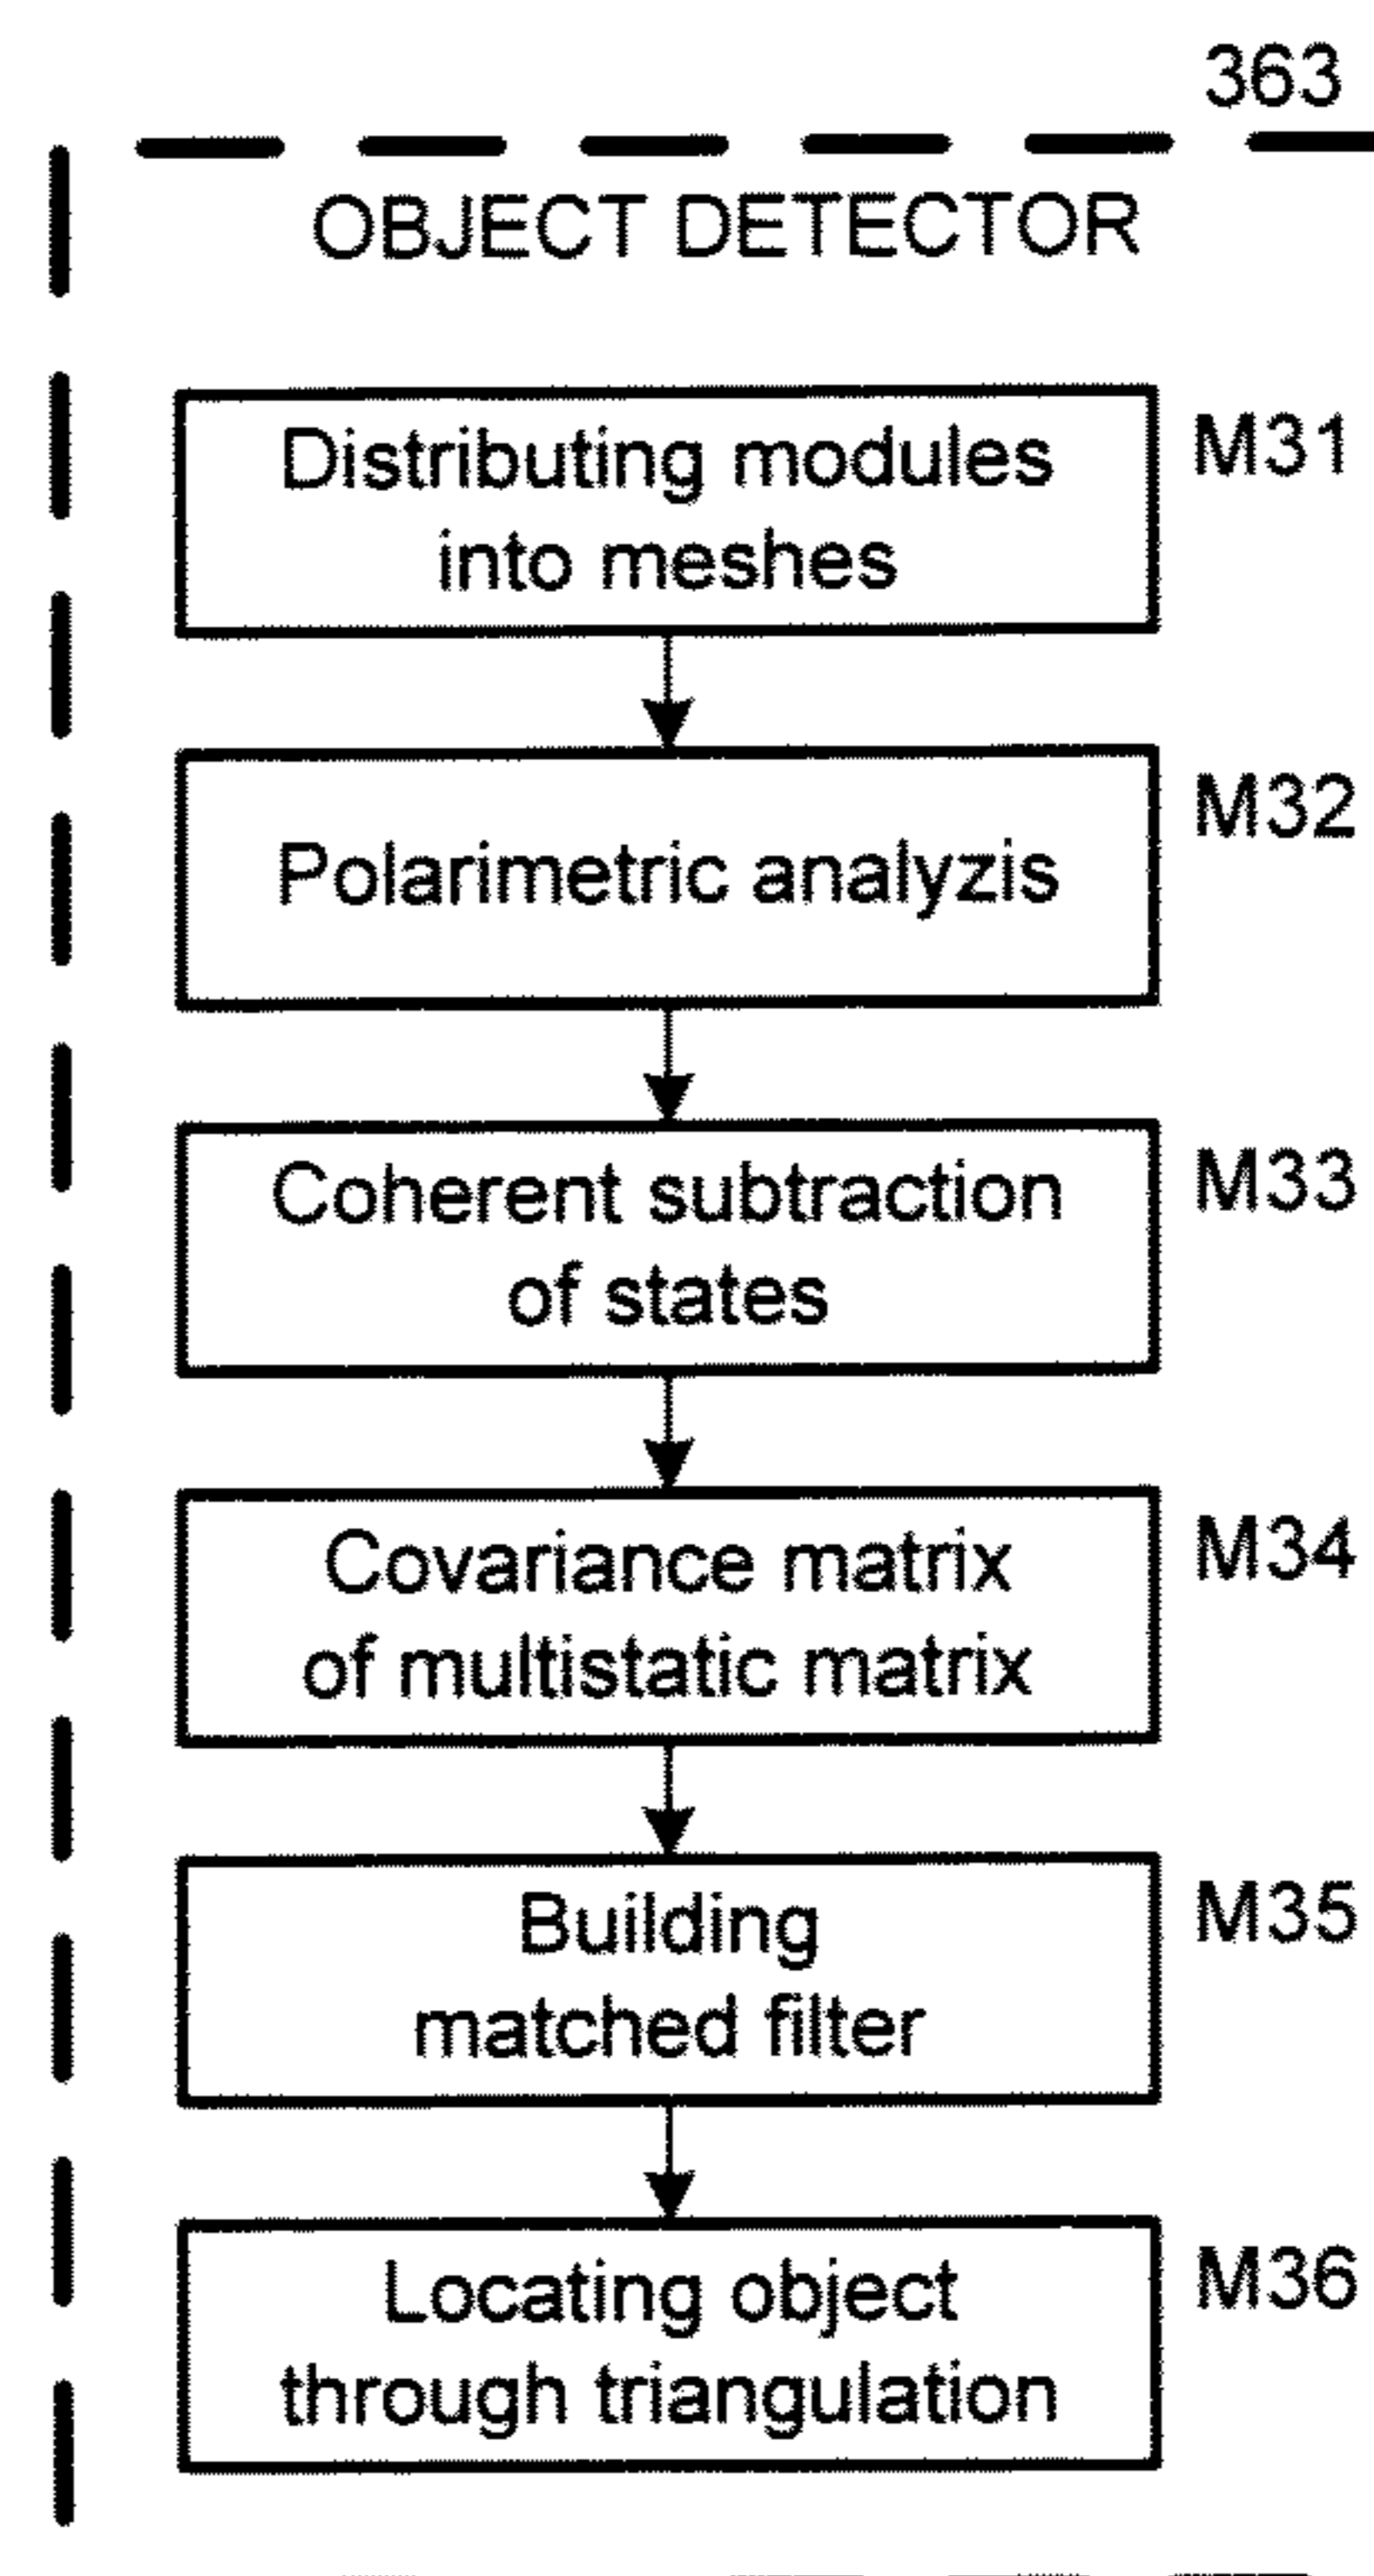 363
OBJECT DETECTOR
Distributing modules
into meshes
M31
Polarimetric analyzis
M32
Coherent subtraction
of states
M33
Covariance matrix
of multistatic matrix
M34
Building
matched filter
M35
Locating object
through triangulation
M36